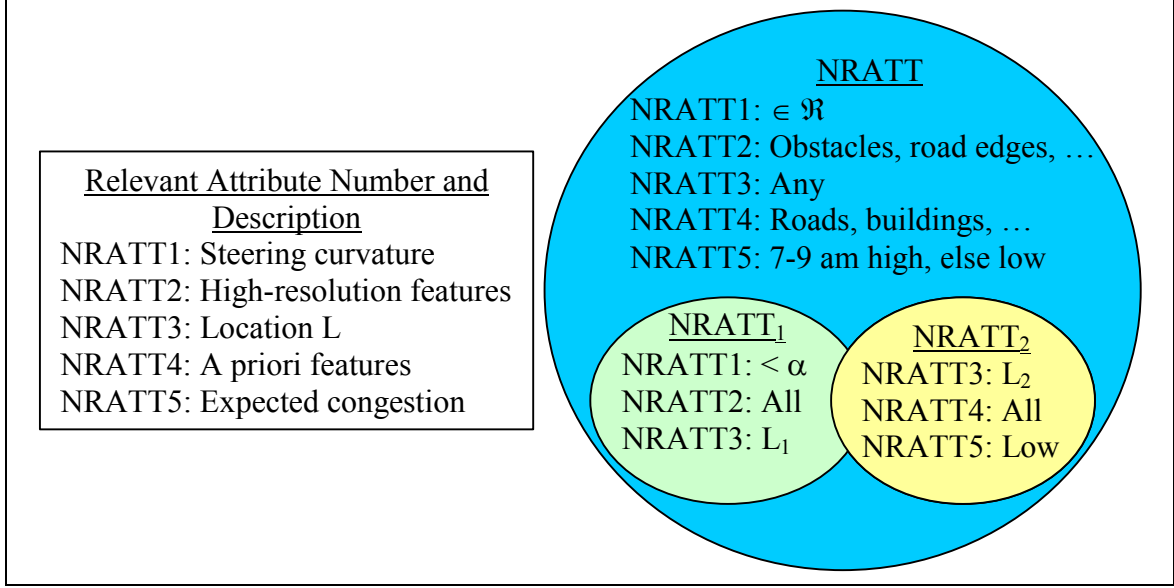 Relevant Attribute Number and
Description
NRATT1: Steering curvature
NRATT2: High-resolution features
NRATT3: Location L
NRATT4: A priori features
NRATT5: Expected congestion
NRATT
NRATT1: ∈ ℜ
NRATT2: Obstacles, road edges, …
NRATT3: Any
NRATT4: Roads, buildings, …
NRATT5: 7-9 am high, else low
NRATT₁
NRATT1: < α
NRATT2: All
NRATT3: L₁
NRATT₂
NRATT3: L₂
NRATT4: All
NRATT5: Low